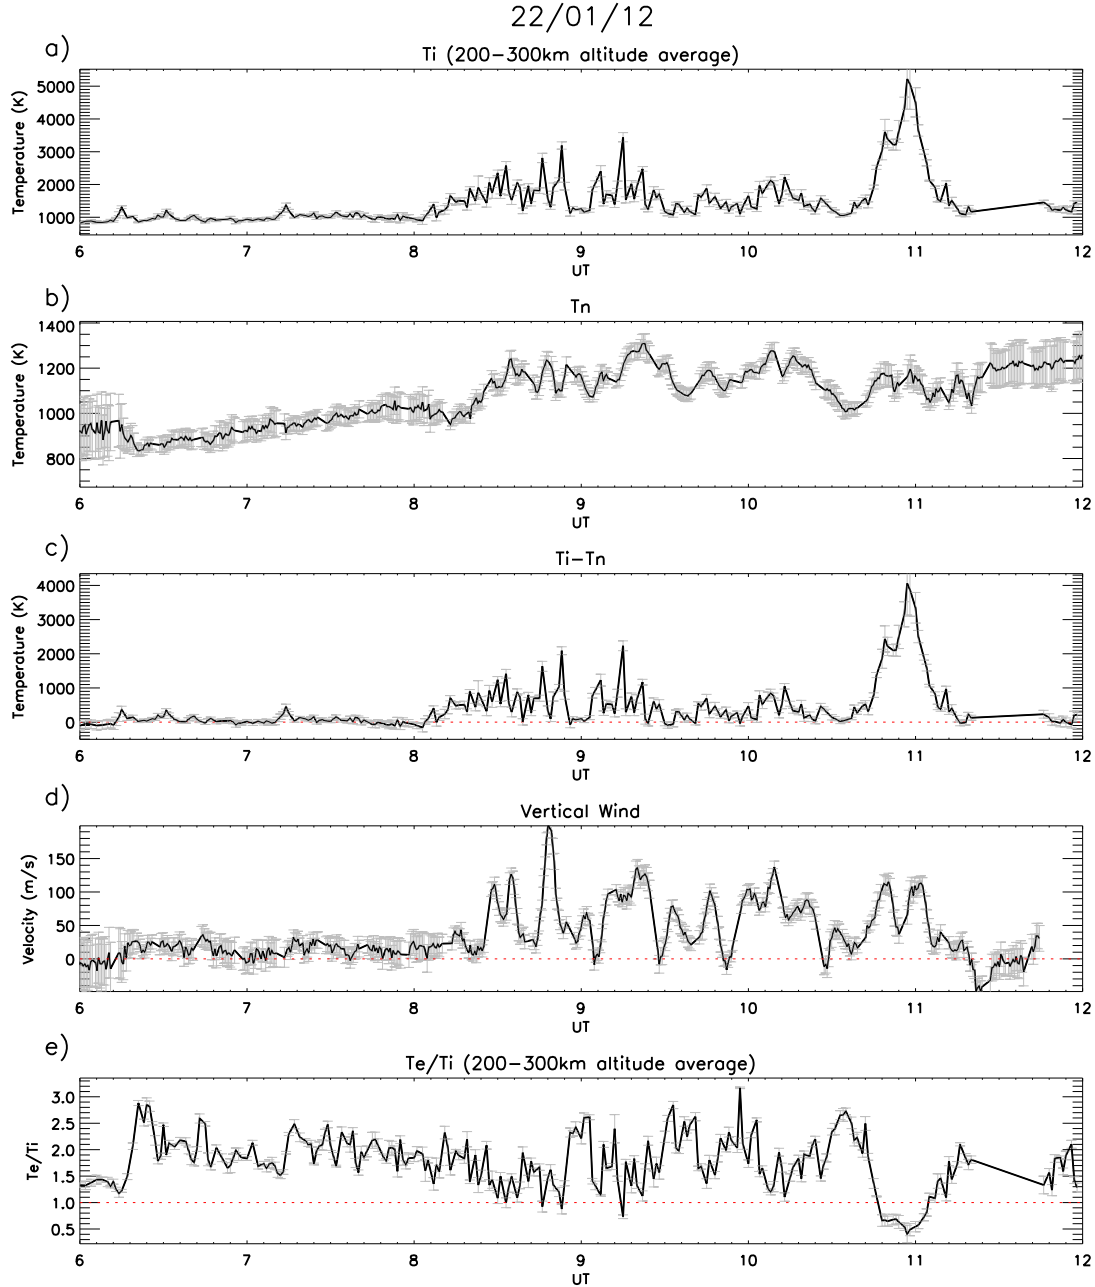 22/01/12
a)
Ti (200-300km altitude average)
Temperature (K)
5000
4000
3000
2000
1000
6 7 8 9 10 11 12
UT
b)
Tn
Temperature (K)
1400
1200
1000
800
6 7 8 9 10 11 12
UT
c)
Ti-Tn
Temperature (K)
4000
3000
2000
1000
0
6 7 8 9 10 11 12
UT
d)
Vertical Wind
Velocity (m/s)
150
100
50
0
6 7 8 9 10 11 12
UT
e)
Te/Ti (200-300km altitude average)
Te/Ti
3.0
2.5
2.0
1.5
1.0
0.5
6 7 8 9 10 11 12
UT